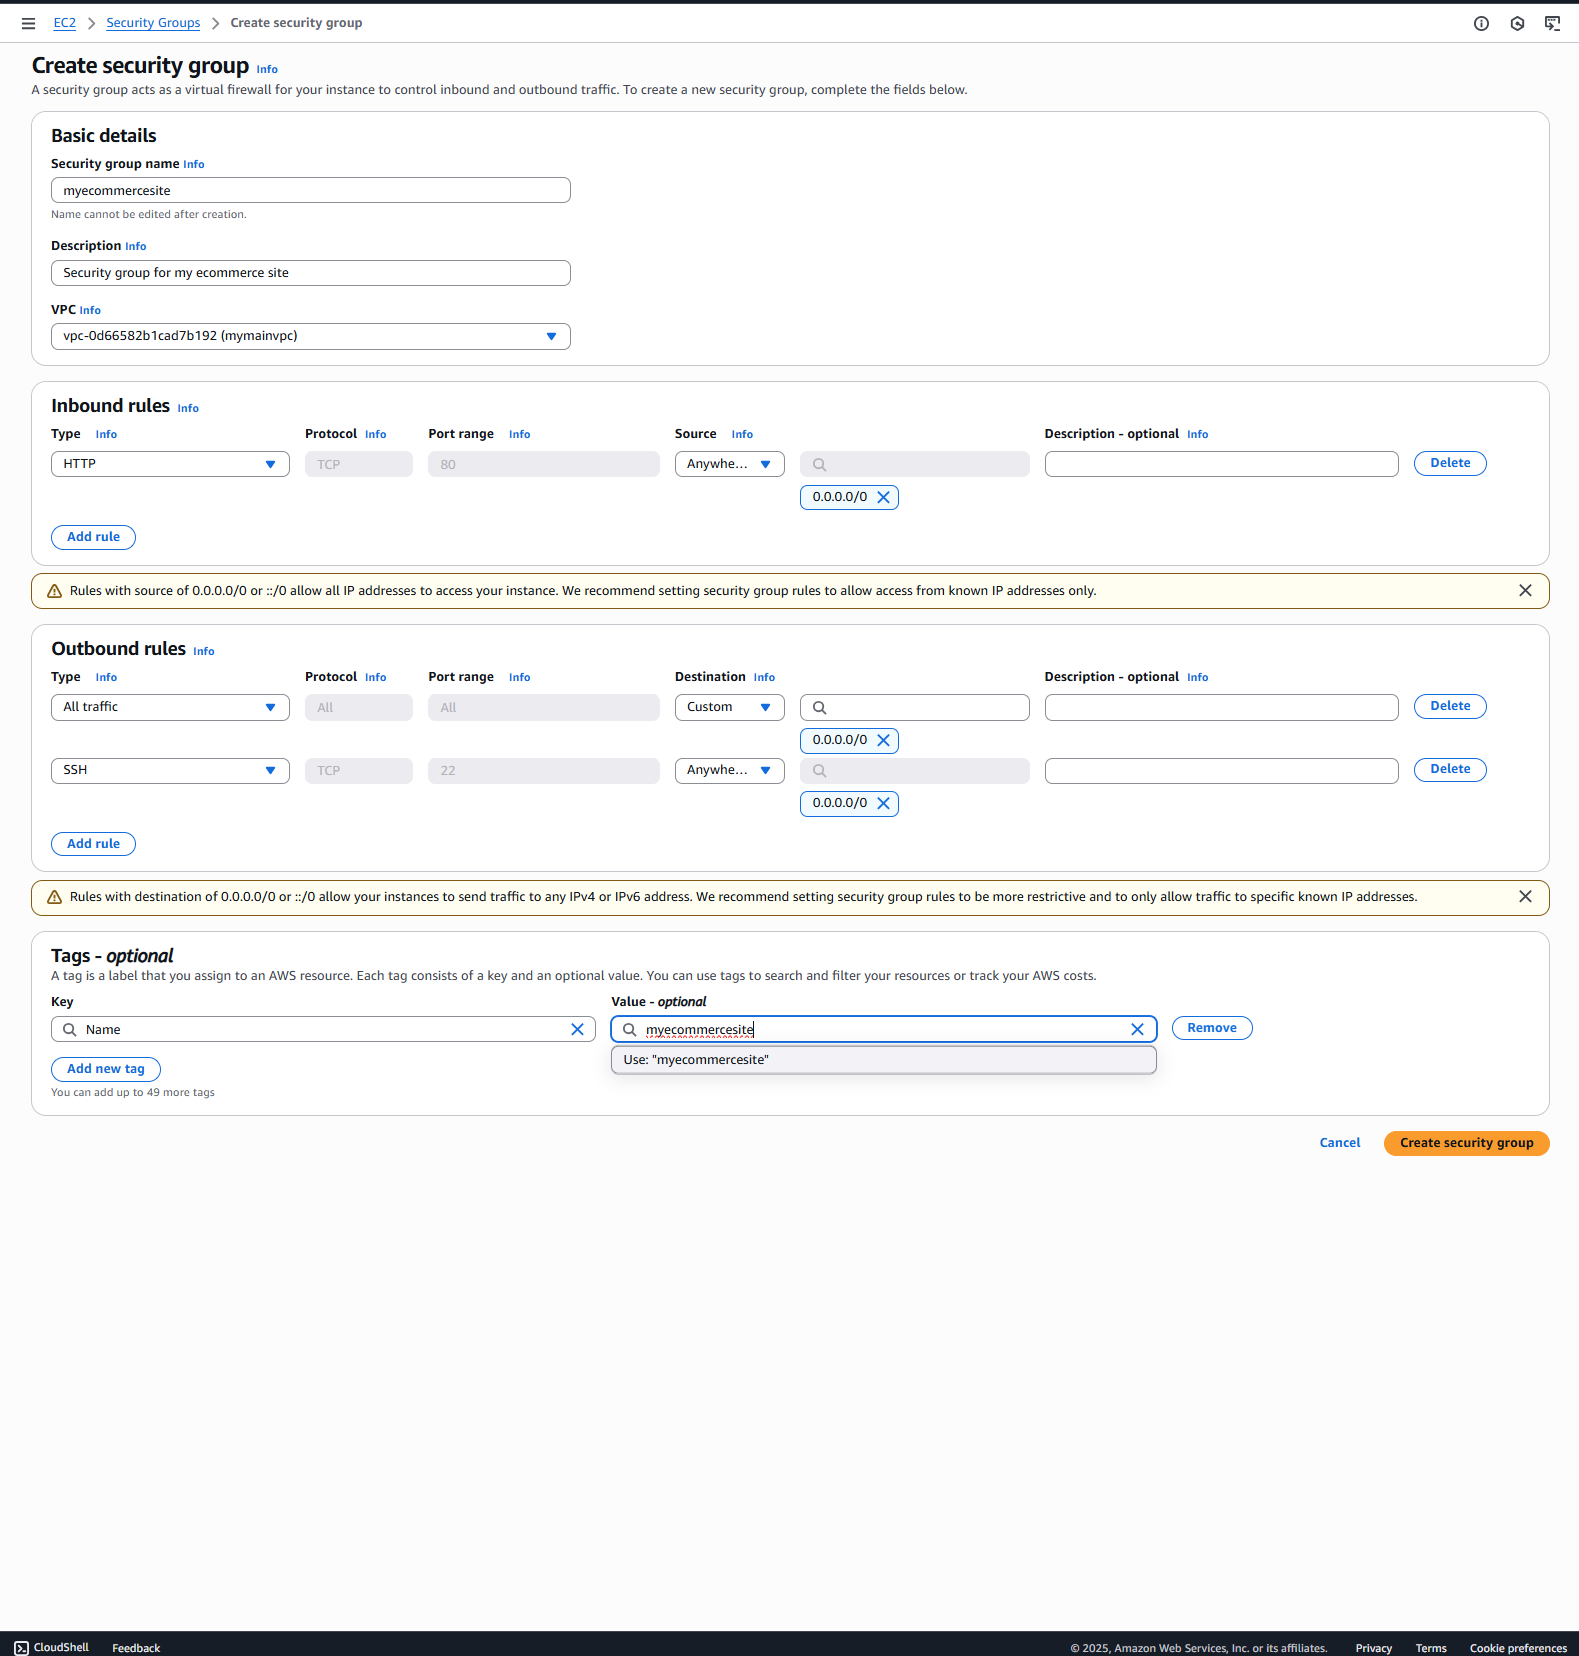 EC2 > Security Groups > Create security group
Create security group Info
A security group acts as a virtual firewall for your instance to control inbound and outbound traffic. To create a new security group, complete the fields below.
Basic details
Security group name Info
myecommercesite
Name cannot be edited after creation.
Description Info
Security group for my ecommerce site
VPC Info
vpc-0d66582b1cad7b192 (mymainvpc)
Inbound rules Info
Type Info Protocol Info Port range Info Source Info Description - optional Info
HTTP TCP 80 Anywhe... Delete
0.0.0.0/0
Add rule
Rules with source of 0.0.0.0/0 or ::/0 allow all IP addresses to access your instance. We recommend setting security group rules to allow access from known IP addresses only.
Outbound rules Info
Type Info Protocol Info Port range Info Destination Info Description - optional Info
All traffic All All Custom Delete
0.0.0.0/0
SSH TCP 22 Anywhe... Delete
0.0.0.0/0
Add rule
Rules with destination of 0.0.0.0/0 or ::/0 allow your instances to send traffic to any IPv4 or IPv6 address. We recommend setting security group rules to be more restrictive and to only allow traffic to specific known IP addresses.
Tags - optional
A tag is a label that you assign to an AWS resource. Each tag consists of a key and an optional value. You can use tags to search and filter your resources or track your AWS costs.
Key Value - optional
Name myecommercesite Remove
Use: "myecommercesite"
Add new tag
You can add up to 49 more tags
Cancel Create security group
CloudShell Feedback © 2025, Amazon Web Services, Inc. or its affiliates. Privacy Terms Cookie preferences